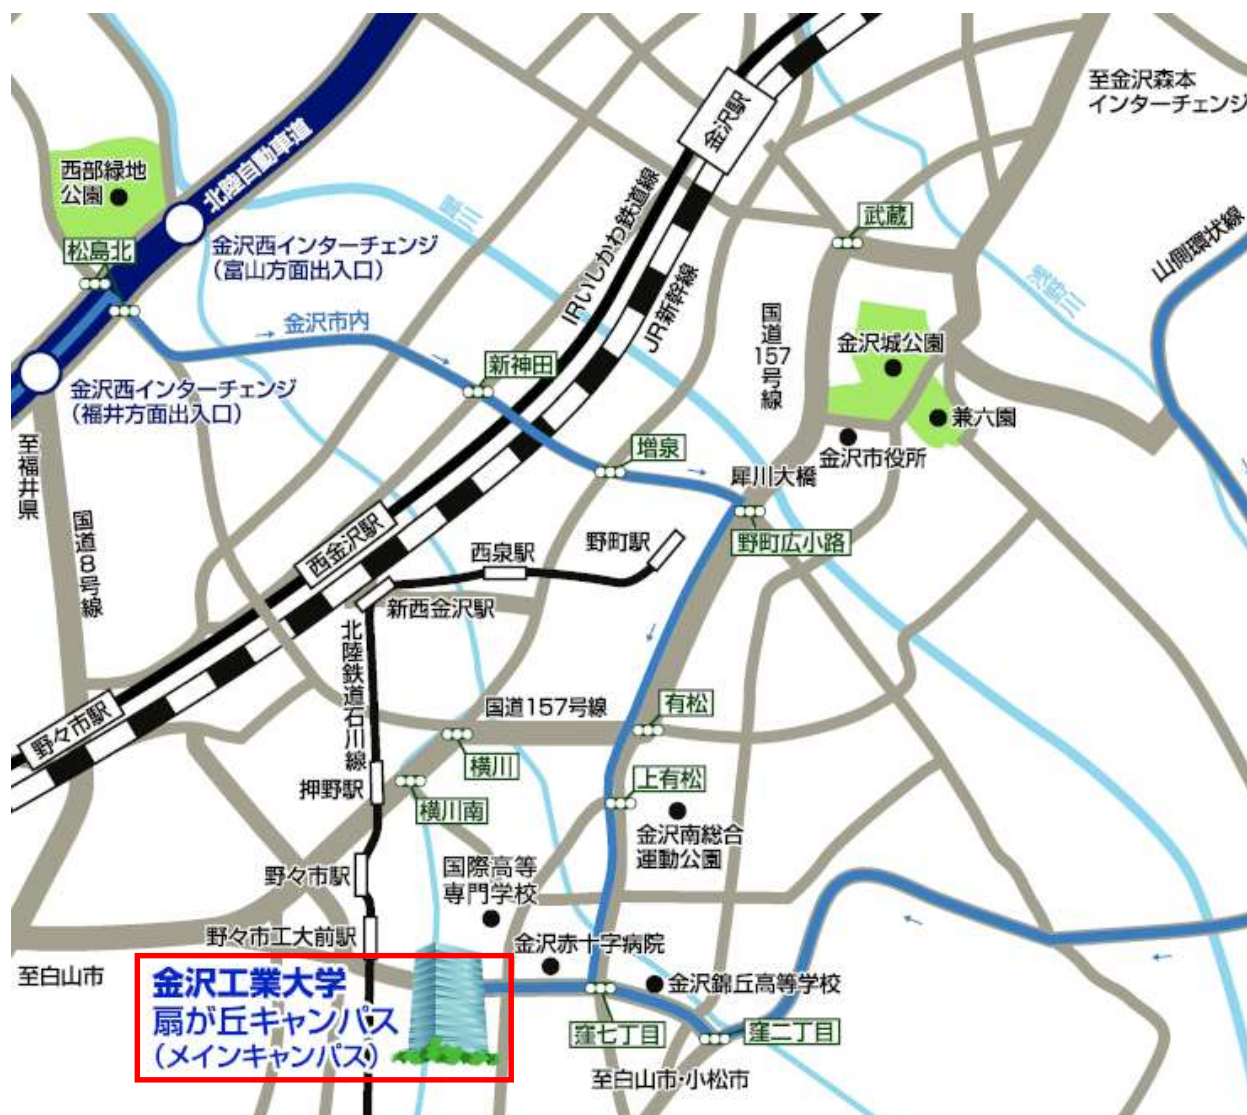 至金沢森本
インターチェンジ
金沢駅
西部緑地
公園
北陸自動車道
犀川
武蔵
松島北
金沢西インターチェンジ
(富山方面出入口)
IRいしかわ鉄道線
JR新幹線
浅野川
山側環状線
国道157号線
金沢市内
金沢城公園
新神田
金沢西インターチェンジ
(福井方面出入口)
兼六園
至福井県
増泉
金沢市役所
犀川大橋
国道8号線
西金沢駅
西泉駅
野町駅
野町広小路
新西金沢駅
北陸鉄道石川線
野々市駅
国道157号線
有松
横川
押野駅
横川南
上有松
金沢南総合
運動公園
野々市駅
国際高等
専門学校
野々市工大前駅
金沢赤十字病院
至白山市
金沢工業大学
扇が丘キャンパス
(メインキャンパス)
金沢錦丘高等学校
窪七丁目
窪二丁目
至白山市・小松市